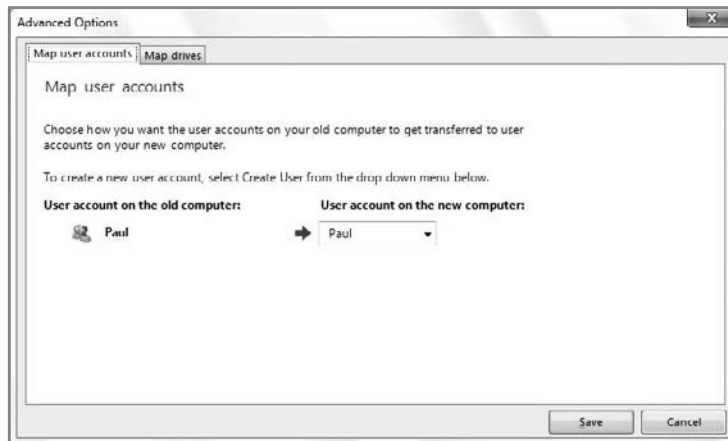 Advanced Options
X
Map user accounts Map drives
Map user accounts
Choose how you want the user accounts on your old computer to get transferred to user
accounts on your new computer.
To create a new user account, select Create User from the drop down menu below.
User account on the old computer: User account on the new computer:
Paul Paul
Save Cancel